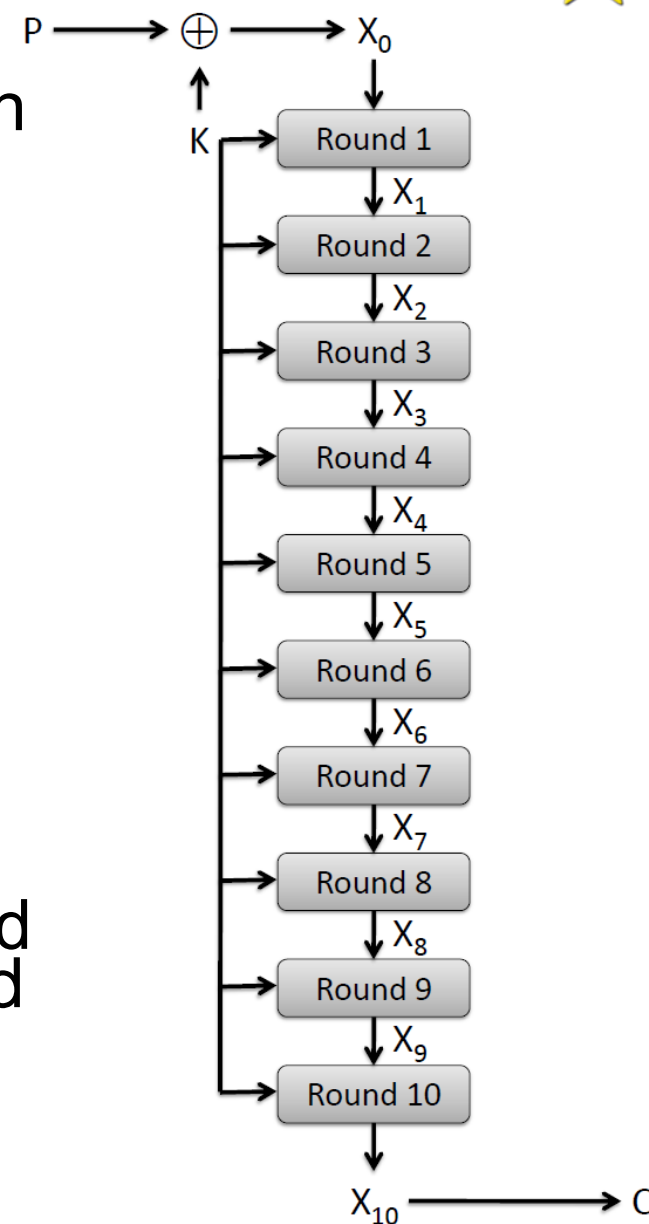 P ⊕ X₀
n
K Round 1
X₁
Round 2
X₂
Round 3
X₃
Round 4
X₄
Round 5
X₅
Round 6
X₆
Round 7
X₇
Round 8
d
X₈
d
Round 9
X₉
Round 10
X₁₀ C